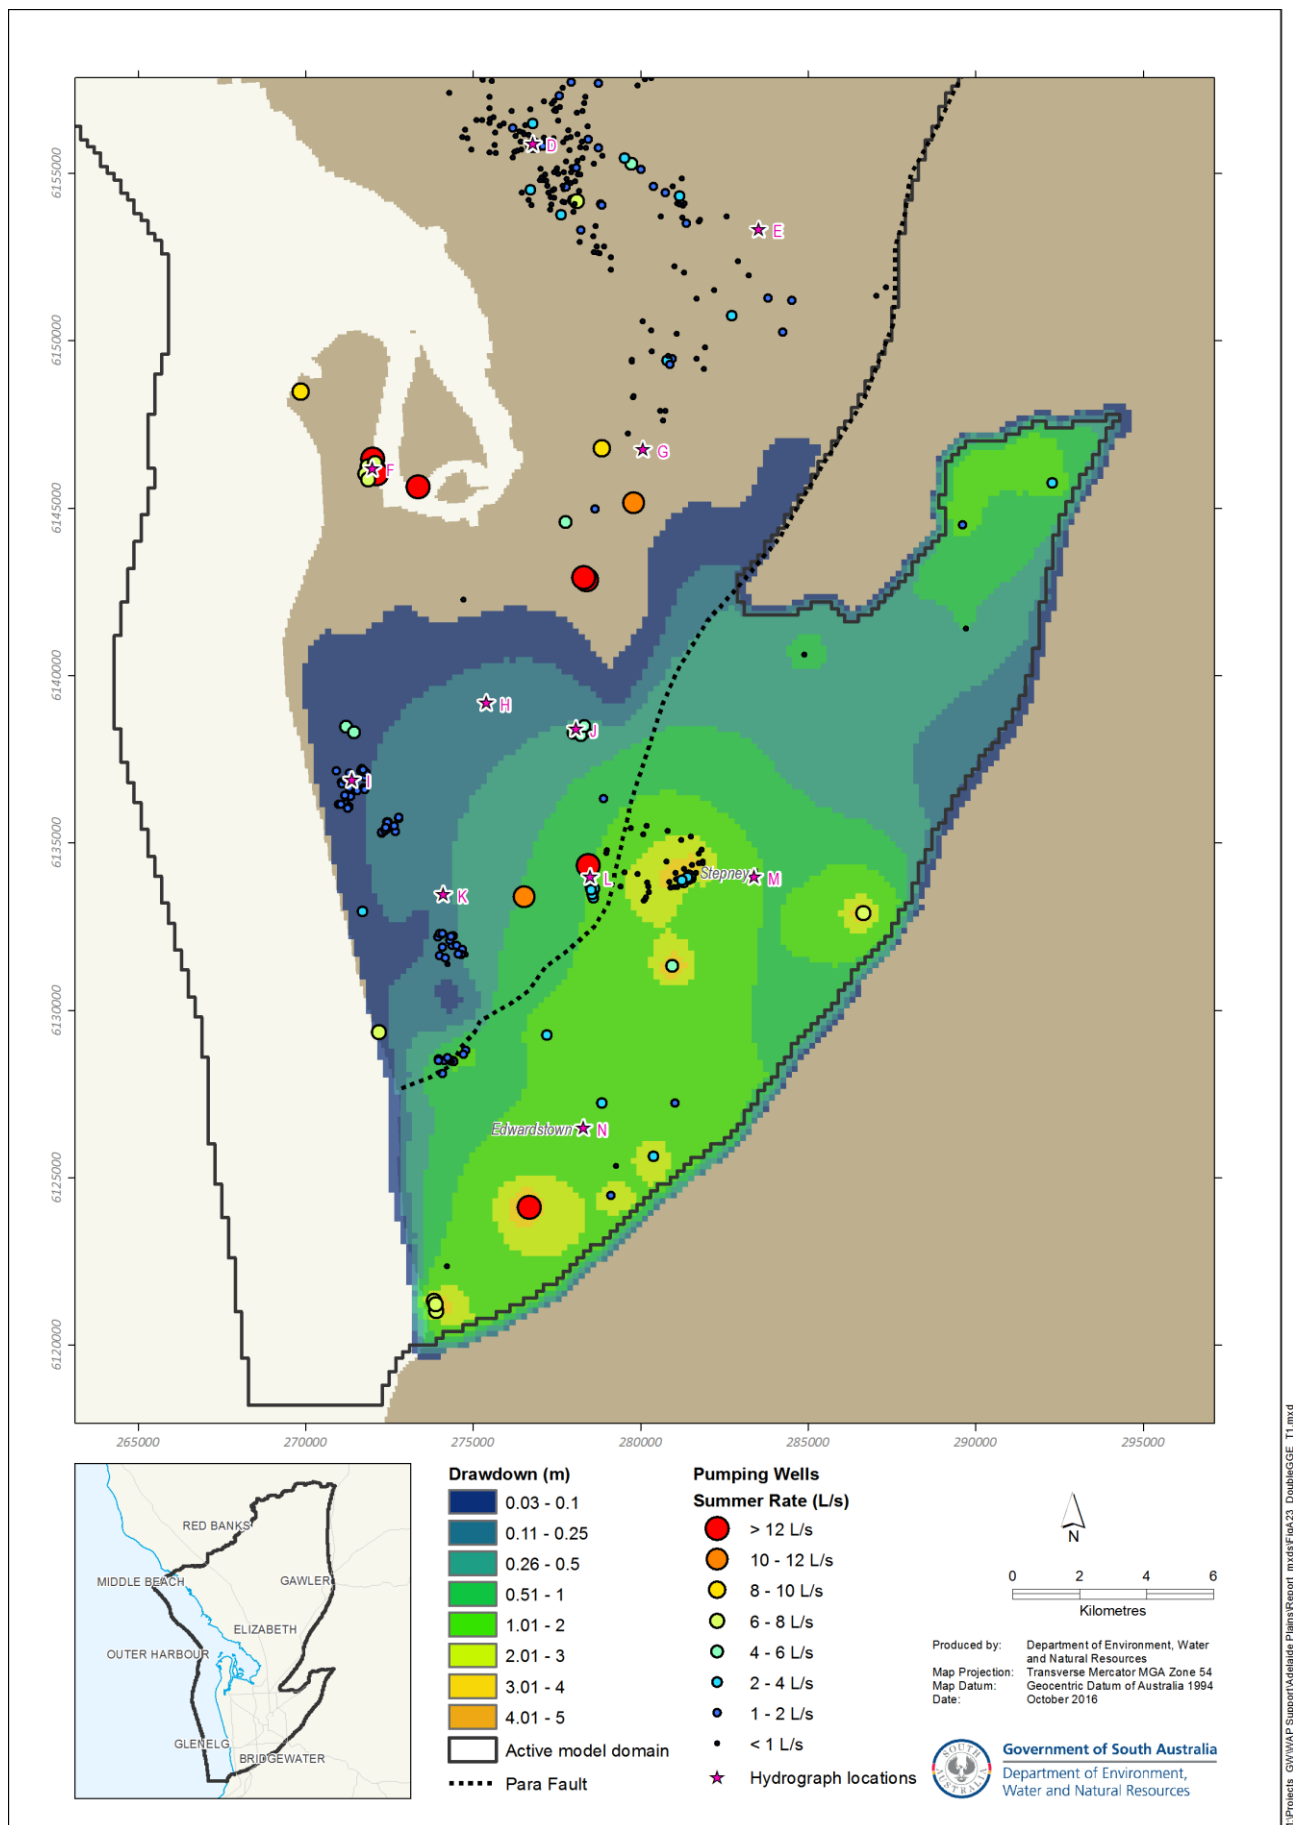 6155000
6150000
6145000
6140000
6135000
6130000
6125000
6120000
D
E
G
F
H
J
I
L
Stepney
M
K
Edwardstown
N
265000
270000
275000
280000
285000
290000
295000
RED BANKS
MIDDLE BEACH
GAWLER
ELIZABETH
OUTER HARBOUR
GLENELG
BRIDGEWATER
Drawdown (m)
0.03 - 0.1
0.11 - 0.25
0.26 - 0.5
0.51 - 1
1.01 - 2
2.01 - 3
3.01 - 4
4.01 - 5
Active model domain
Para Fault
Pumping Wells
Summer Rate (L/s)
> 12 L/s
10 - 12 L/s
8 - 10 L/s
6 - 8 L/s
4 - 6 L/s
2 - 4 L/s
1 - 2 L/s
< 1 L/s
Hydrograph locations
N
0 2 4 6
Kilometres
Produced by: Department of Environment, Water
and Natural Resources
Map Projection: Transverse Mercator MGA Zone 54
Map Datum: Geocentric Datum of Australia 1994
Date: October 2016
SOUTH AUSTRALIA
Government of South Australia
Department of Environment,
Water and Natural Resources